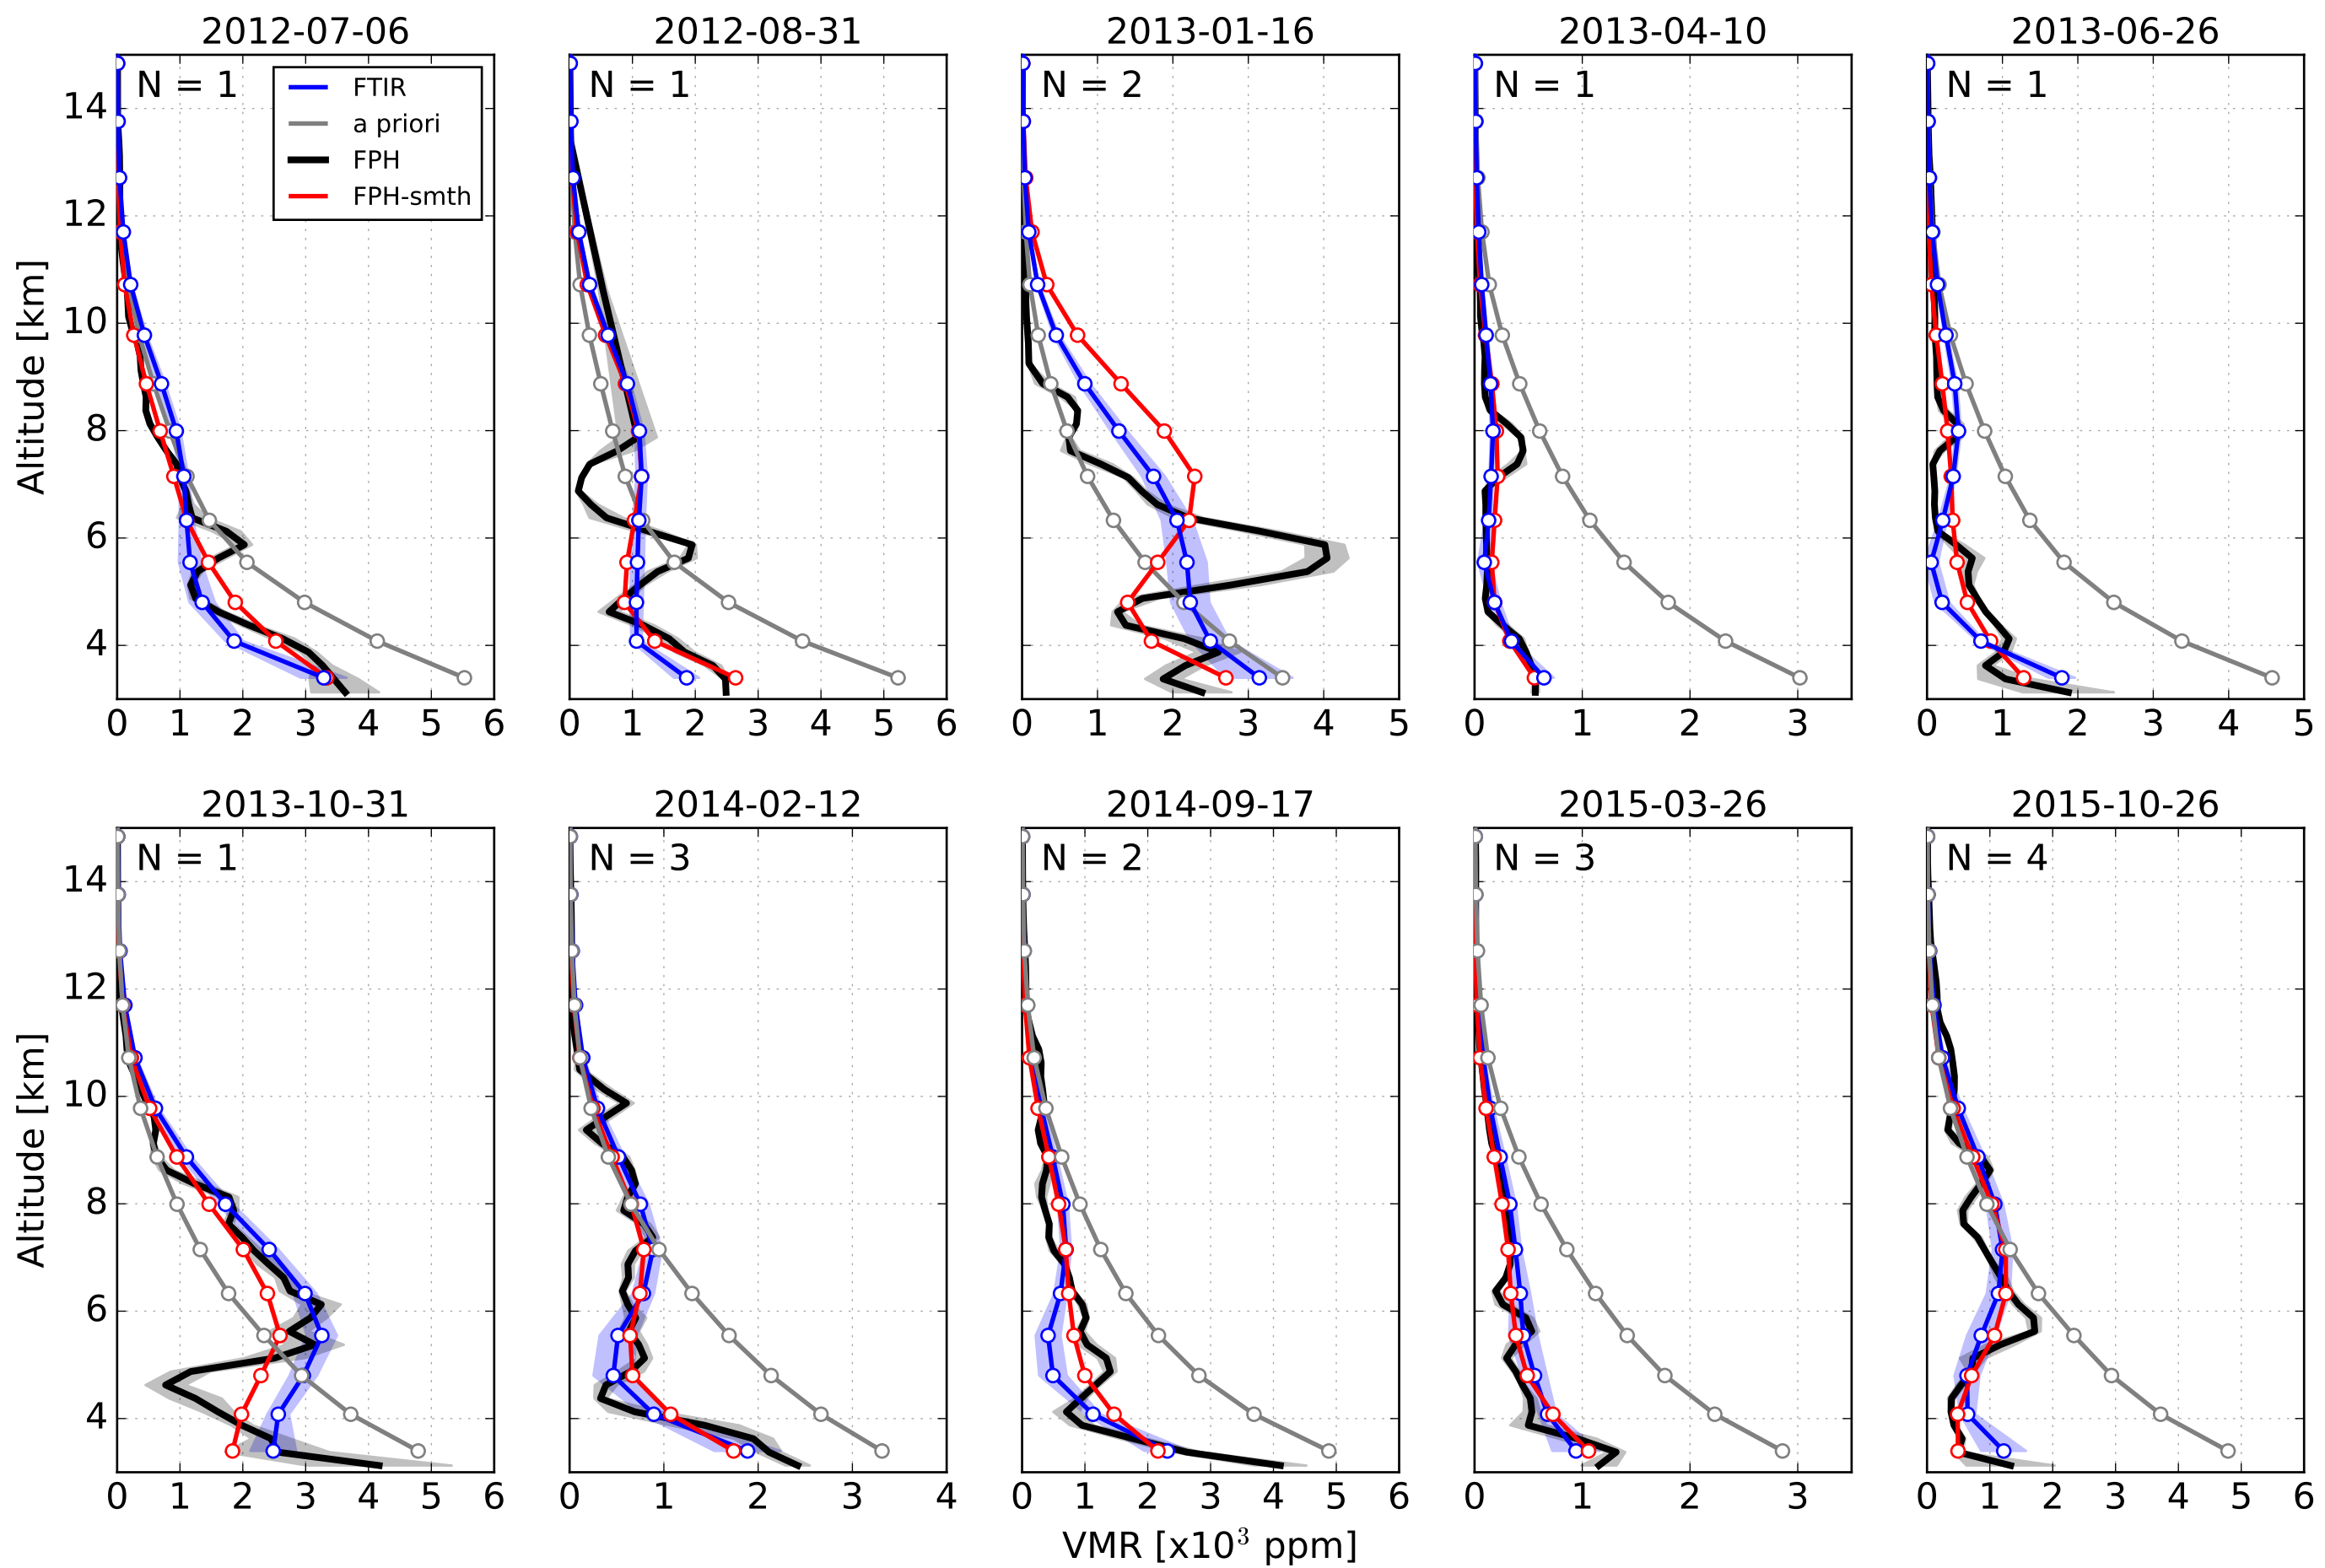 2012-07-06 2012-08-31 2013-01-16 2013-04-10 2013-06-26
N = 1 N = 1 N = 2 N = 1 N = 1
FTIR
a priori
FPH
FPH-smth
Altitude [km]
14
12
10
8
6
4
0 1 2 3 4 5 6 0 1 2 3 4 5 6 0 1 2 3 4 5 0 1 2 3 0 1 2 3 4 5
2013-10-31 2014-02-12 2014-09-17 2015-03-26 2015-10-26
N = 1 N = 3 N = 2 N = 3 N = 4
Altitude [km]
14
12
10
8
6
4
0 1 2 3 4 5 6 0 1 2 3 4 0 1 2 3 4 5 6 0 1 2 3 0 1 2 3 4 5 6
VMR [x10³ ppm]